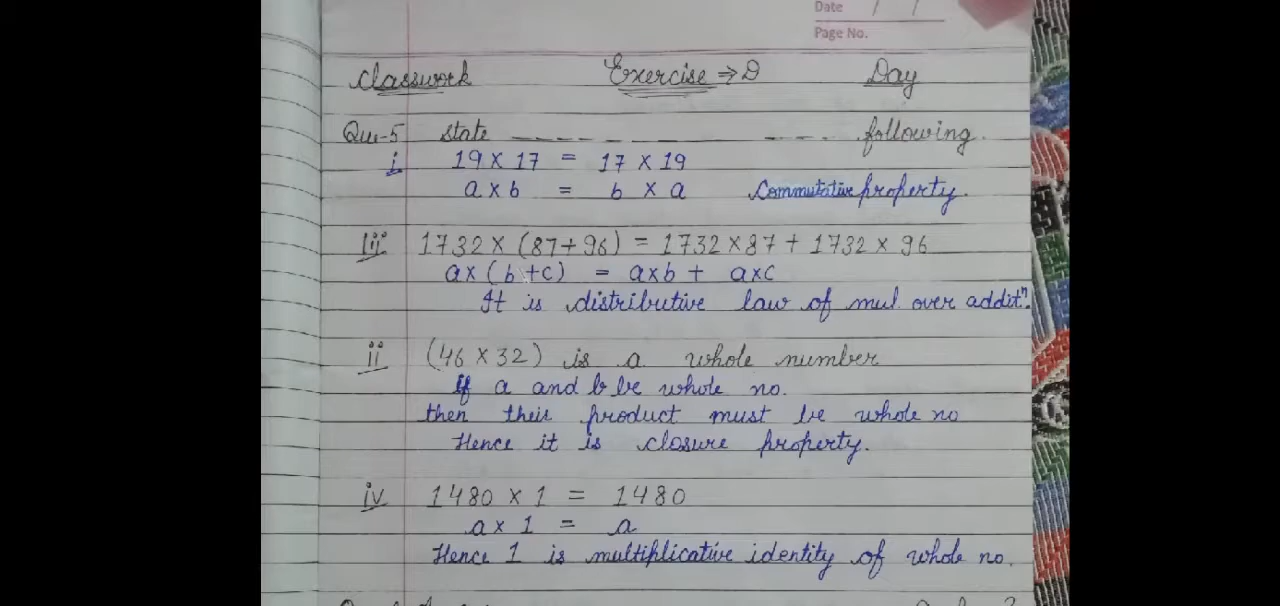 Date / /
Page No.
Classwork Exercise ⇒ D Day
Que-5 state _ _ _ _ _ _ _ _ _ following.
i 19 × 17 = 17 × 19
a × b = b × a Commutative property.
iii 1732 × (87+96) = 1732 × 87 + 1732 × 96
a × (b+c) = a×b + a×c
It is distributive law of mul. over additⁿ.
ii (46 × 32) is a whole number
If a and b be whole no.
then their product must be whole no
Hence it is closure property.
iv 1480 × 1 = 1480
a × 1 = a
Hence 1 is multiplicative identity of whole no.